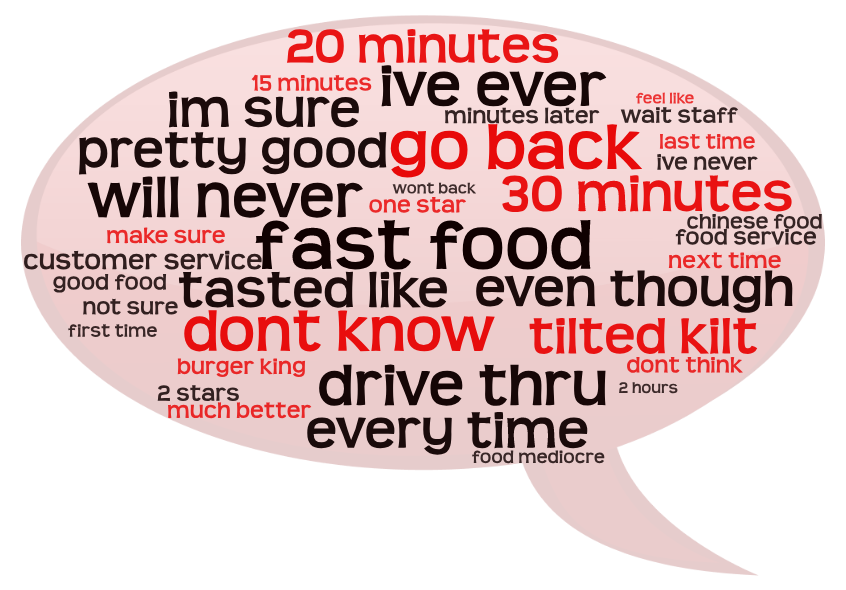 20 minutes
15 minutes
ive ever
feel like
im sure
minutes later
wait staff
pretty good
go back
last time
ive never
will never
wont back
30 minutes
one star
chinese food
make sure
fast food
food service
customer service
next time
good food
tasted like
even though
not sure
first time
dont know
tilted kilt
burger king
dont think
drive thru
2 hours
2 stars
much better
every time
food mediocre